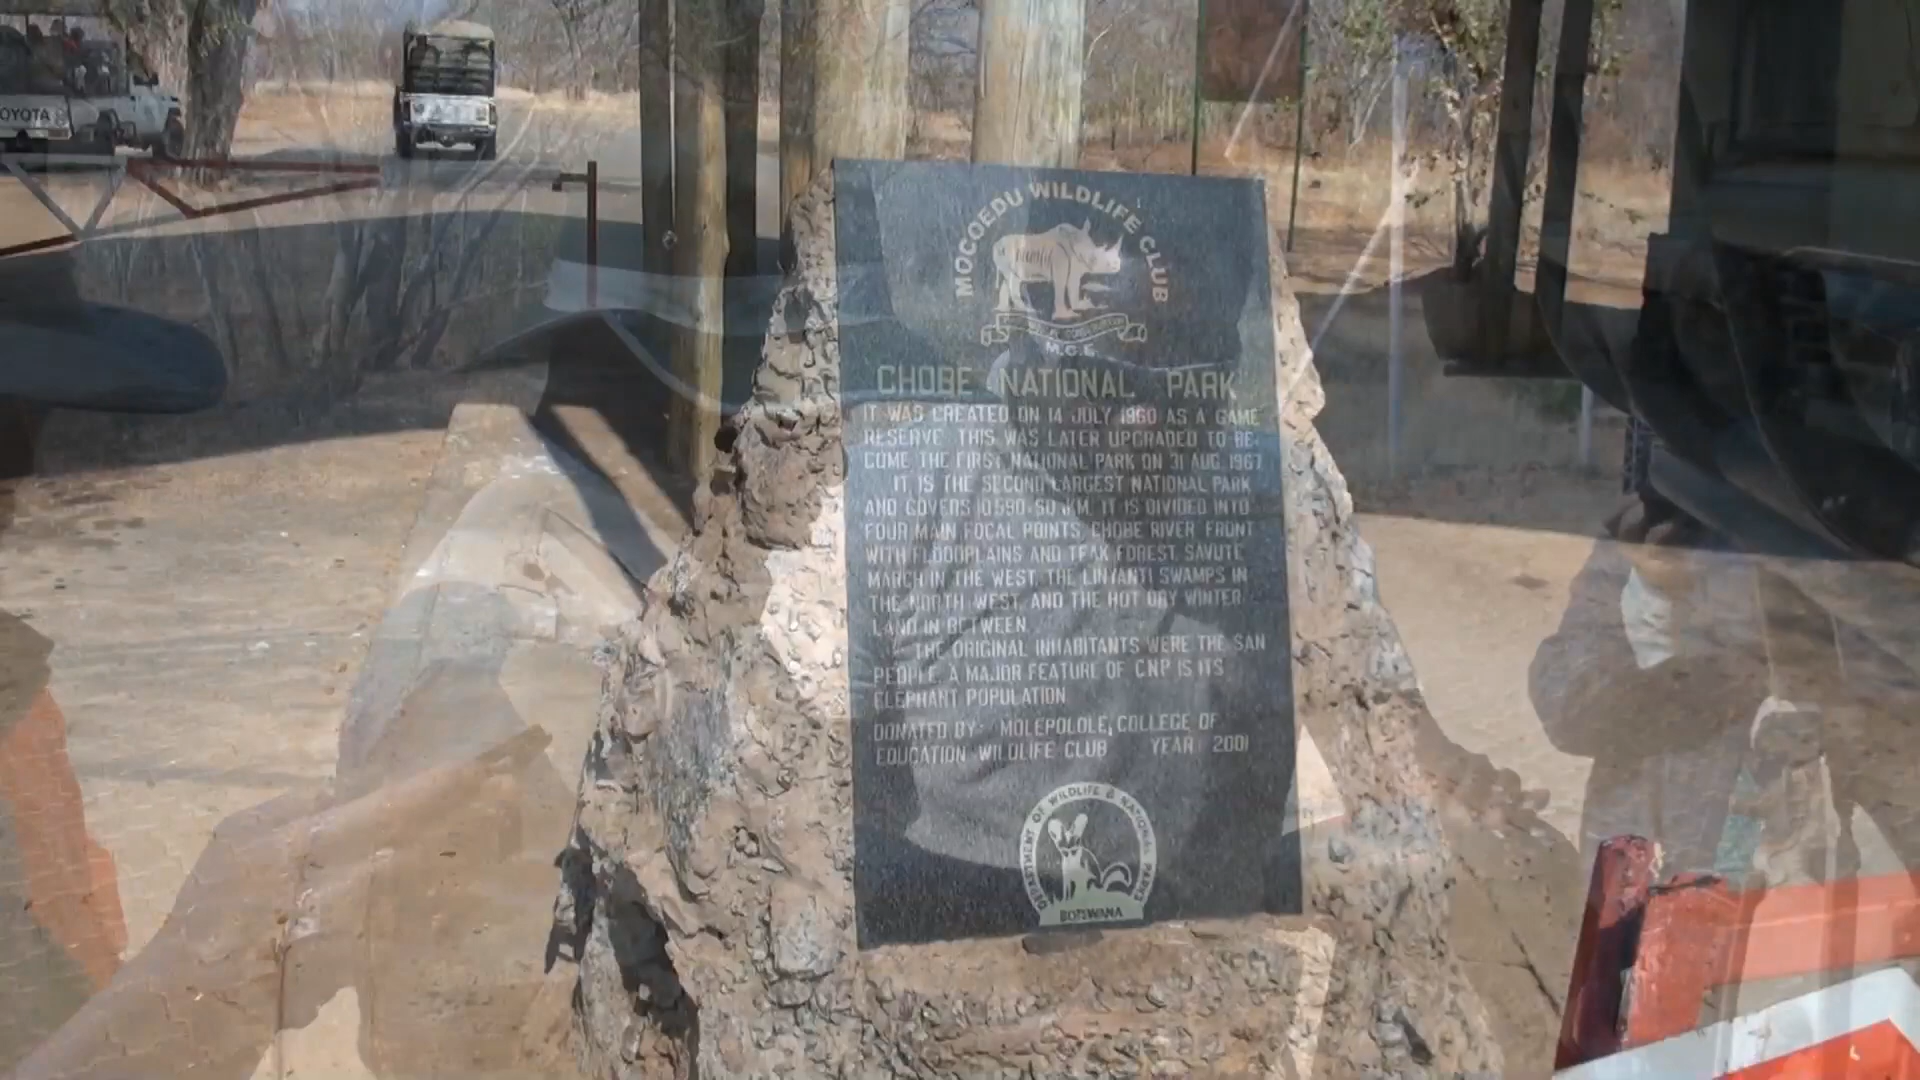 OYOTA
MOCOEDU WILDLIFE CLUB
M.C.E
CHOBE NATIONAL PARK
IT WAS CREATED ON 14 JULY 1960 AS A GAME
RESERVE. THIS WAS LATER UPGRADED TO BE-
COME THE FIRST NATIONAL PARK ON 31 AUG. 1967
IT IS THE SECOND LARGEST NATIONAL PARK
AND COVERS 10590 SQ. KM. IT IS DIVIDED INTO
FOUR MAIN FOCAL POINTS, CHOBE RIVER FRONT
WITH FLOODPLAINS AND TEAK FOREST, SAVUTE
MARCH IN THE WEST, THE LINYANTI SWAMPS IN
THE NORTH WEST, AND THE HOT DRY WINTER
LAND IN BETWEEN.
THE ORIGINAL INHABITANTS WERE THE SAN
PEOPLE. A MAJOR FEATURE OF CNP IS ITS
ELEPHANT POPULATION
DONATED BY: MOLEPOLOLE, COLLEGE OF
EDUCATION WILDLIFE CLUB YEAR: 2001
DEPARTMENT OF WILDLIFE & NATIONAL PARKS
BOTSWANA